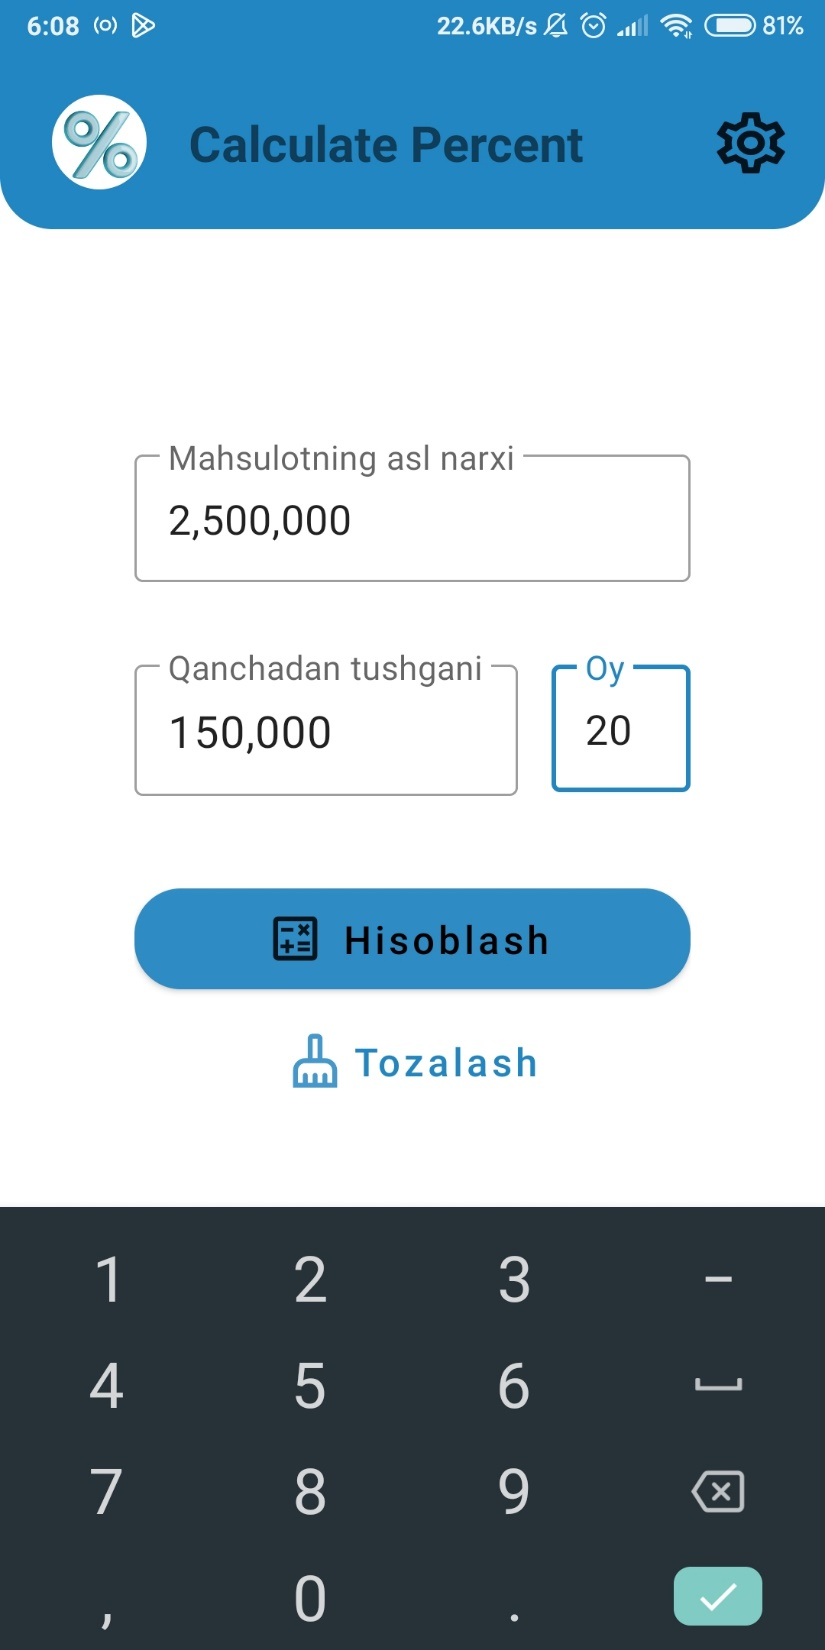 6:08 22.6KB/s 81%
Calculate Percent
Mahsulotning asl narxi
2,500,000
Qanchadan tushgani Oy
150,000 20
Hisoblash
Tozalash
1 2 3 –
4 5 6
7 8 9
, 0 .